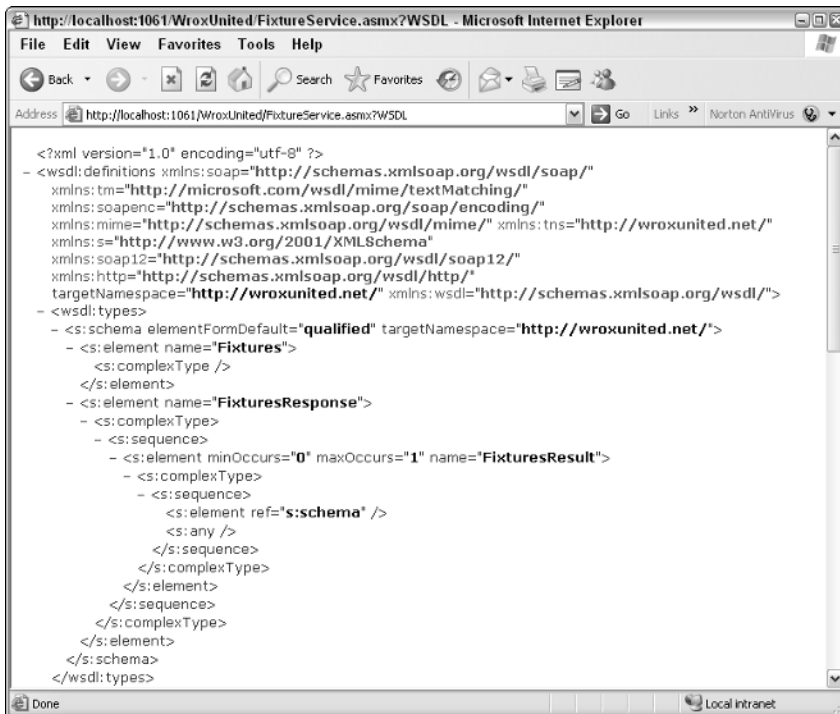 http://localhost:1061/WroxUnited/FixtureService.asmx?WSDL - Microsoft Internet Explorer
File Edit View Favorites Tools Help
Back Search Favorites
Address http://localhost:1061/WroxUnited/FixtureService.asmx?WSDL Go Links » Norton AntiVirus
<?xml version="1.0" encoding="utf-8" ?>
- <wsdl:definitions xmlns:soap="http://schemas.xmlsoap.org/wsdl/soap/"
xmlns:tm="http://microsoft.com/wsdl/mime/textMatching/"
xmlns:soapenc="http://schemas.xmlsoap.org/soap/encoding/"
xmlns:mime="http://schemas.xmlsoap.org/wsdl/mime/" xmlns:tns="http://wroxunited.net/"
xmlns:s="http://www.w3.org/2001/XMLSchema"
xmlns:soap12="http://schemas.xmlsoap.org/wsdl/soap12/"
xmlns:http="http://schemas.xmlsoap.org/wsdl/http/"
targetNamespace="http://wroxunited.net/" xmlns:wsdl="http://schemas.xmlsoap.org/wsdl/">
- <wsdl:types>
- <s:schema elementFormDefault="qualified" targetNamespace="http://wroxunited.net/">
- <s:element name="Fixtures">
<s:complexType />
</s:element>
- <s:element name="FixturesResponse">
- <s:complexType>
- <s:sequence>
- <s:element minOccurs="0" maxOccurs="1" name="FixturesResult">
- <s:complexType>
- <s:sequence>
<s:element ref="s:schema" />
<s:any />
</s:sequence>
</s:complexType>
</s:element>
</s:sequence>
</s:complexType>
</s:element>
</s:schema>
</wsdl:types>
Done Local intranet